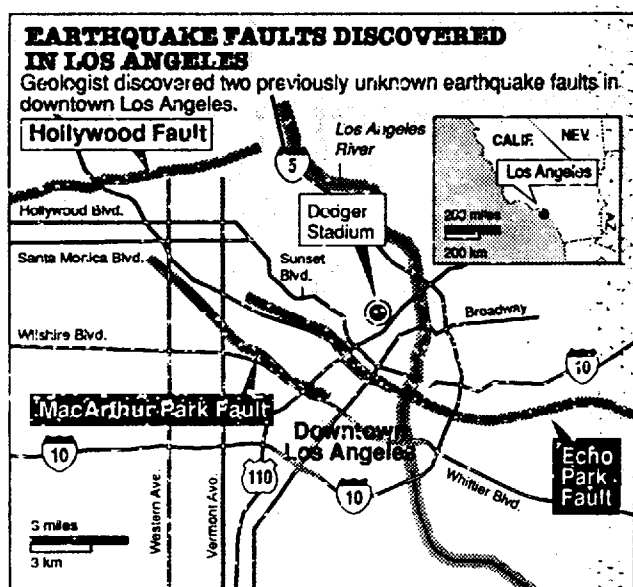 EARTHQUAKE FAULTS DISCOVERED
IN LOS ANGELES
Geologist discovered two previously unknown earthquake faults in
downtown Los Angeles.
Hollywood Fault
5
Los Angeles
River
CALIF.
NEV.
Los Angeles
200 miles
200 km
AZ
Hollywood Blvd.
Dodger
Stadium
Santa Monica Blvd.
Sunset
Blvd.
Broadway
Wilshire Blvd.
10
MacArthur Park Fault
Downtown
Los Angeles
Echo
Park
Fault
10
110
10
Whittier Blvd.
Western Ave.
Vermont Ave.
3 km